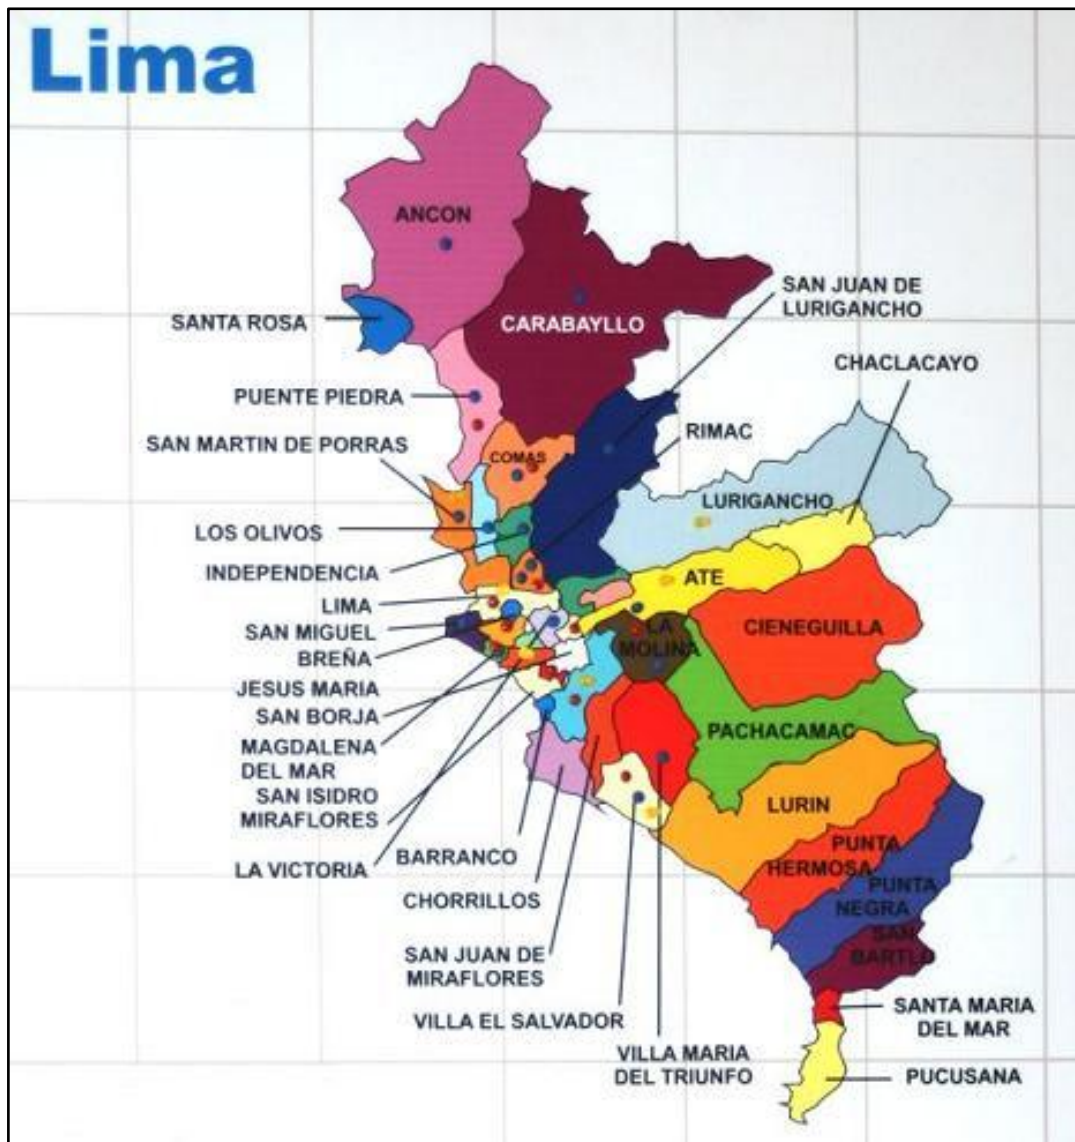 Lima
ANCON
CARABAYLLO
SAN JUAN DE
LURIGANCHO
SANTA ROSA
CHACLACAYO
PUENTE PIEDRA
RIMAC
SAN MARTIN DE PORRAS
COMAS
LURIGANCHO
LOS OLIVOS
INDEPENDENCIA
ATE
LIMA
SAN MIGUEL
LA
MOLINA
CIENEGUILLA
BREÑA
JESUS MARIA
SAN BORJA
MAGDALENA
DEL MAR
PACHACAMAC
SAN ISIDRO
MIRAFLORES
LURIN
LA VICTORIA
BARRANCO
PUNTA
HERMOSA
CHORRILLOS
PUNTA
NEGRA
SAN
BARTLO
SAN JUAN DE
MIRAFLORES
VILLA EL SALVADOR
SANTA MARIA
DEL MAR
VILLA MARIA
DEL TRIUNFO
PUCUSANA